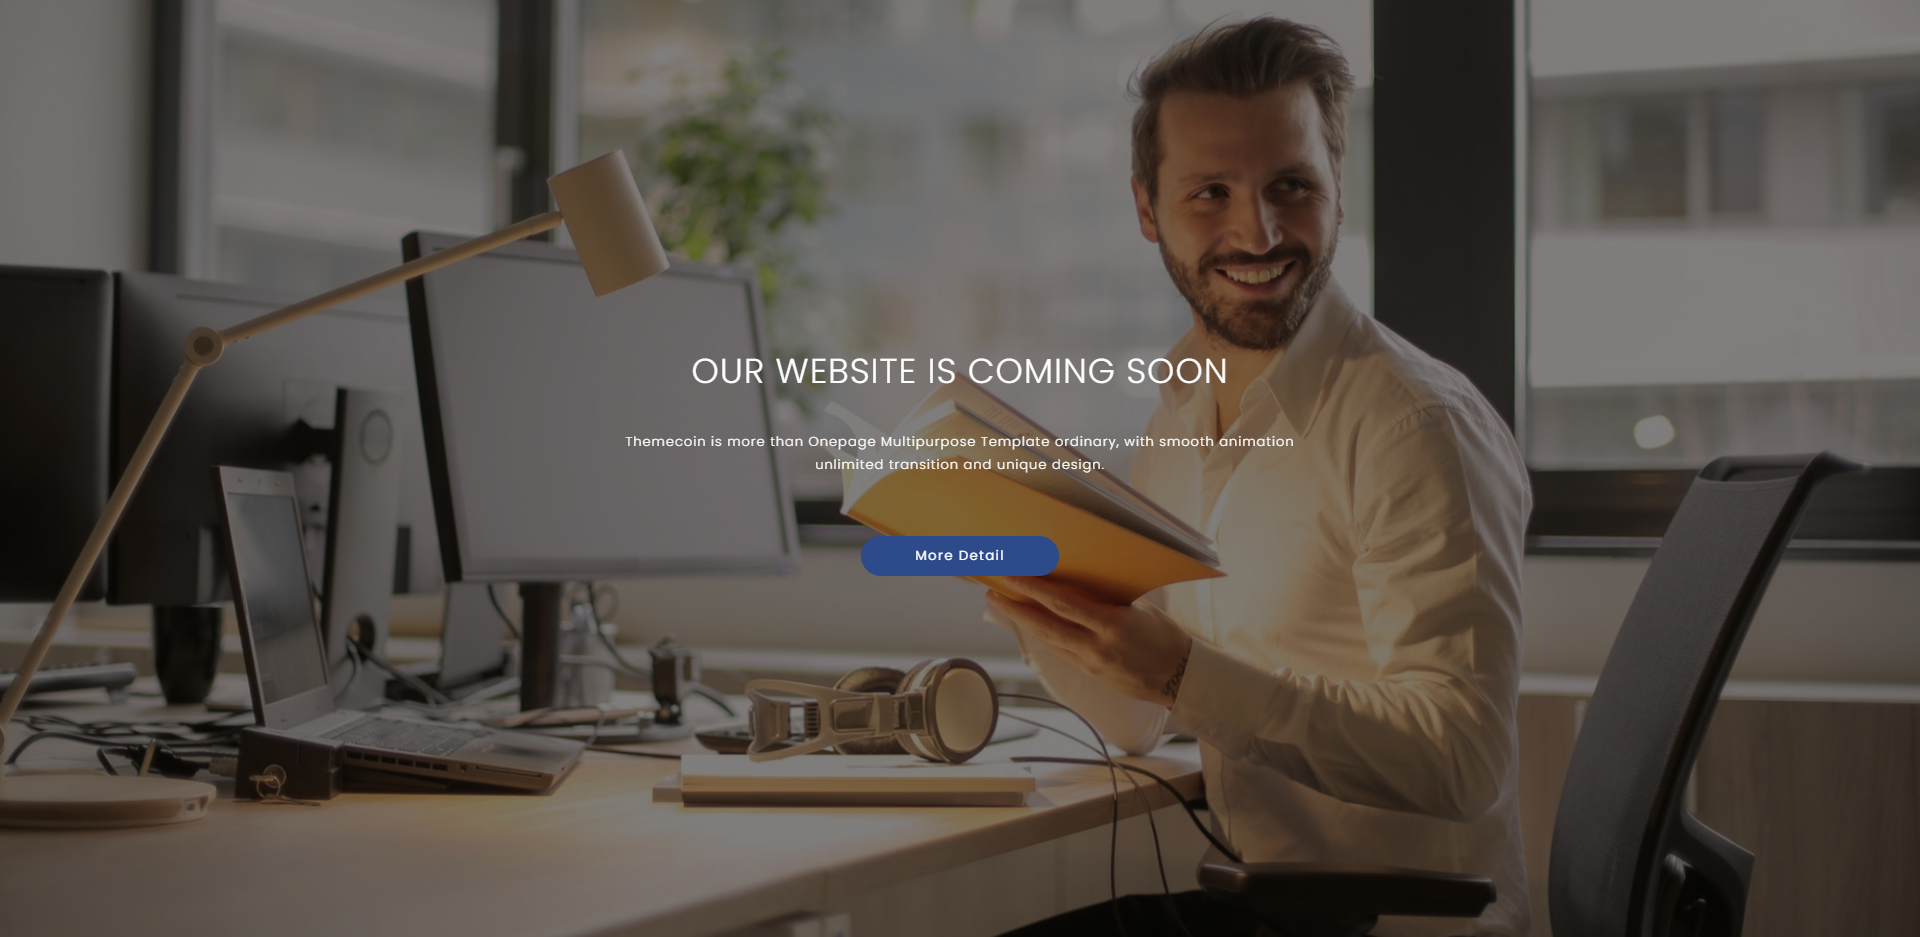 OUR WEBSITE IS COMING SOON
Themecoin is more than Onepage Multipurpose Template ordinary, with smooth animation
unlimited transition and unique design.
More Detail